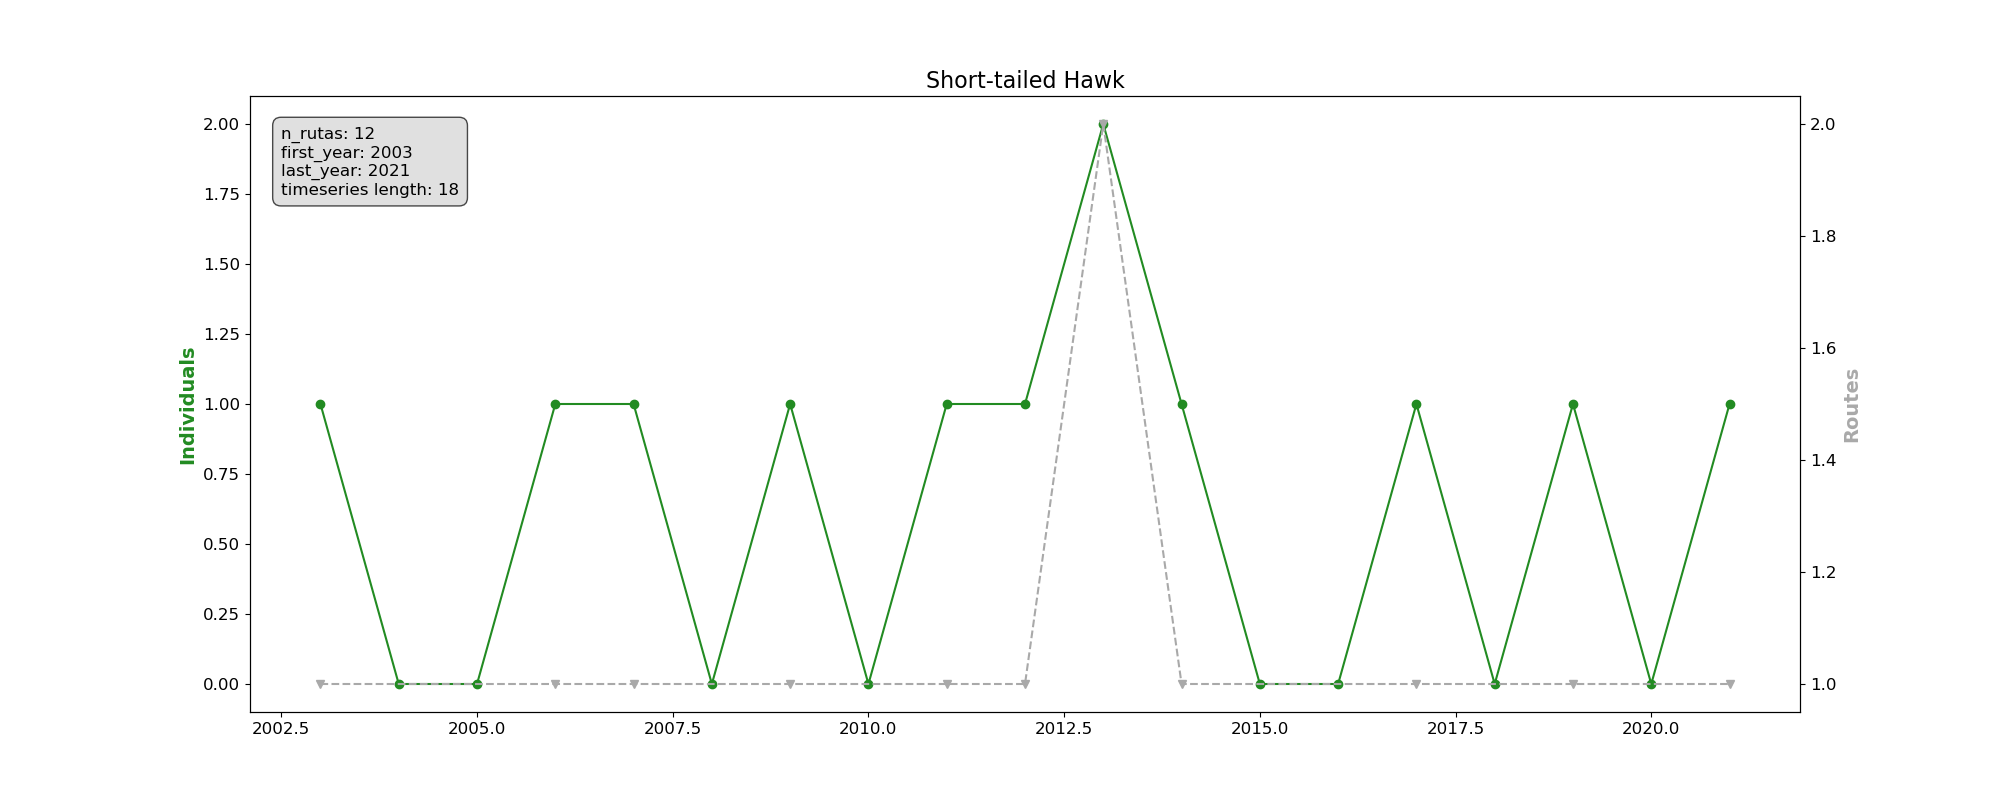 Short-tailed Hawk
n_rutas: 12
first_year: 2003
last_year: 2021
timeseries length: 18
Individuals
2.00
1.75
1.50
1.25
1.00
0.75
0.50
0.25
0.00
2.0
1.8
1.6
1.4
1.2
1.0
Routes
2002.5 2005.0 2007.5 2010.0 2012.5 2015.0 2017.5 2020.0